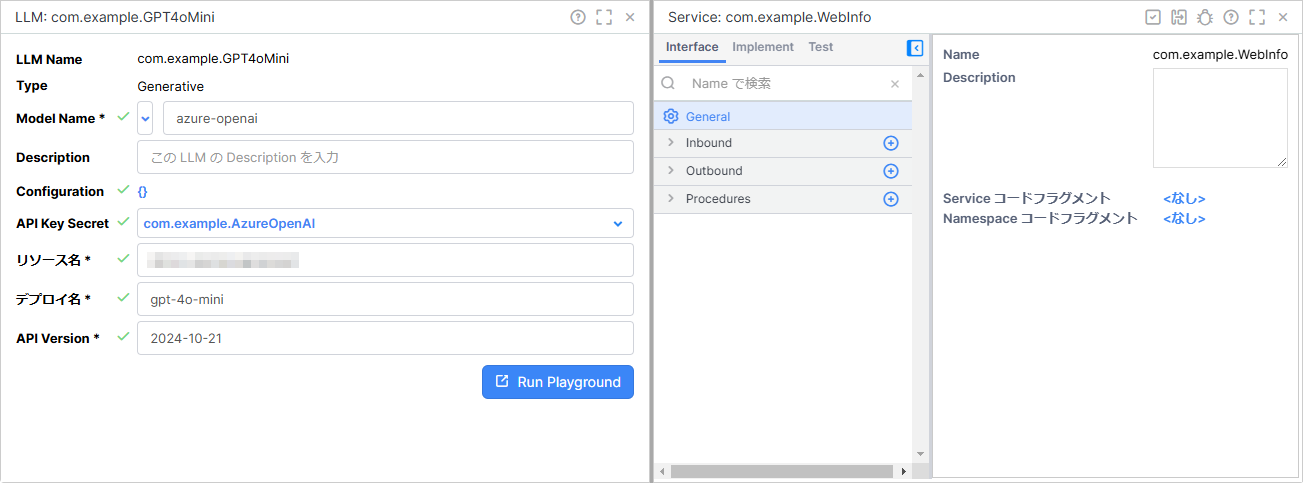 LLM: com.example.GPT4oMini
LLM Name com.example.GPT4oMini
Type Generative
Model Name * azure-openai
Description この LLM の Description を入力
Configuration {}
API Key Secret com.example.AzureOpenAI
リソース名 *
デプロイ名 * gpt-4o-mini
API Version * 2024-10-21
Run Playground
Service: com.example.WebInfo
Interface Implement Test
Name で検索
General
Inbound
Outbound
Procedures
Name com.example.WebInfo
Description
Service コードフラグメント <なし>
Namespace コードフラグメント <なし>